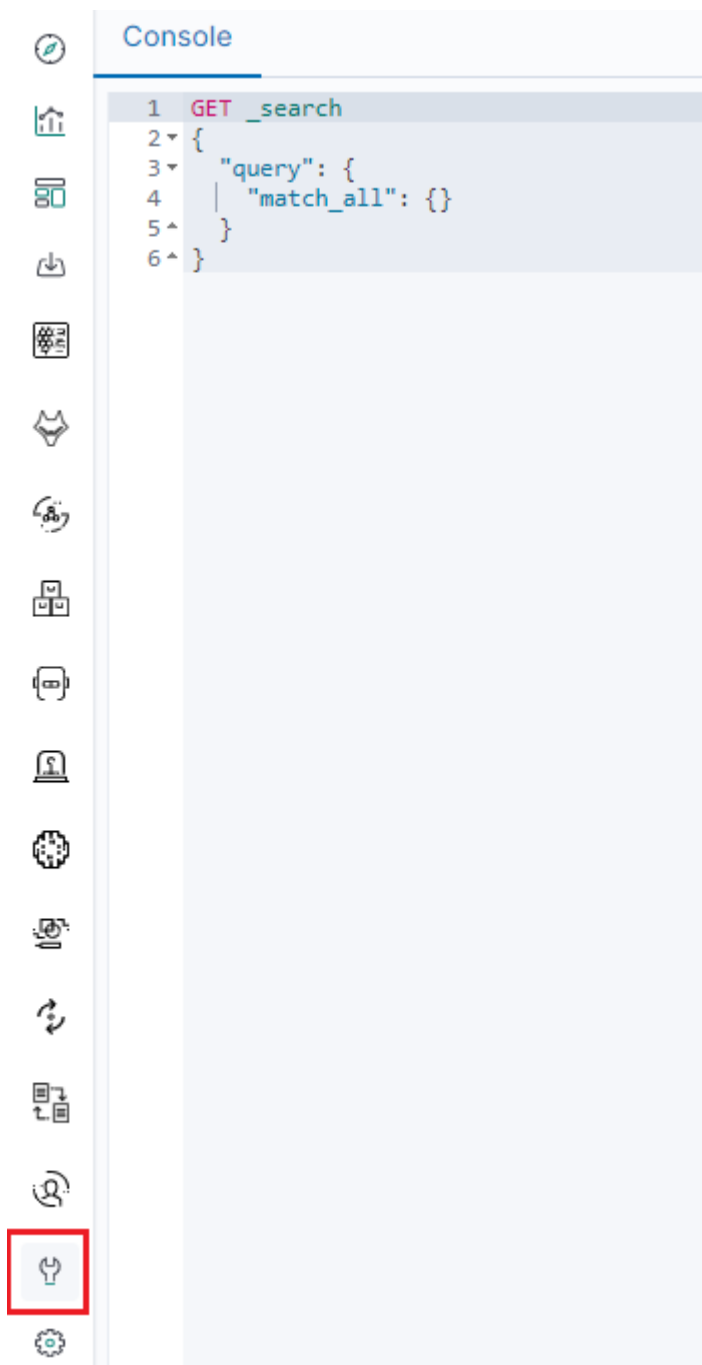 Console
1 GET _search
2 {
3 "query": {
4 "match_all": {}
5 }
6 }